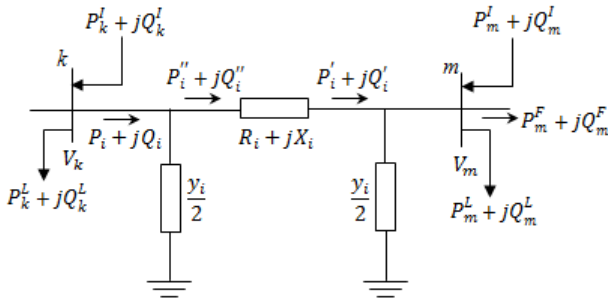 P_k^I + jQ_k^I
P_m^I + jQ_m^I
k
P_i^'' + jQ_i^''
P_i^' + jQ_i^'
m
P_m^F + jQ_m^F
P_i + jQ_i
R_i + jX_i
V_k
V_m
y_i/2
y_i/2
P_k^L + jQ_k^L
P_m^L + jQ_m^L